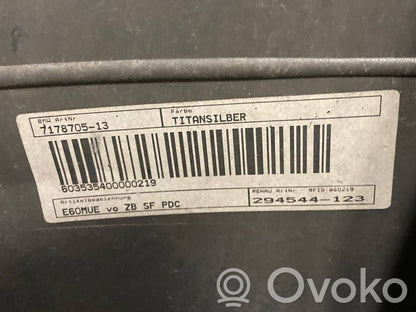 BMW ArtNr
7178705-13
Farbe
TITANSILBER
603535400000219
Artikelbezeichnung
E60MUE vo ZB SF PDC
REHAU ArtNr RFID 860219
294544-123
Ovoko